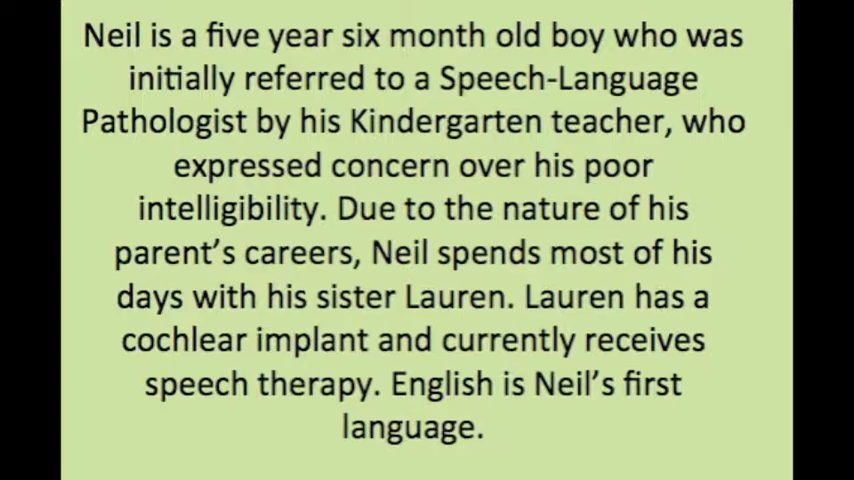 Neil is a five year six month old boy who was
initially referred to a Speech-Language
Pathologist by his Kindergarten teacher, who
expressed concern over his poor
intelligibility. Due to the nature of his
parent’s careers, Neil spends most of his
days with his sister Lauren. Lauren has a
cochlear implant and currently receives
speech therapy. English is Neil’s first
language.